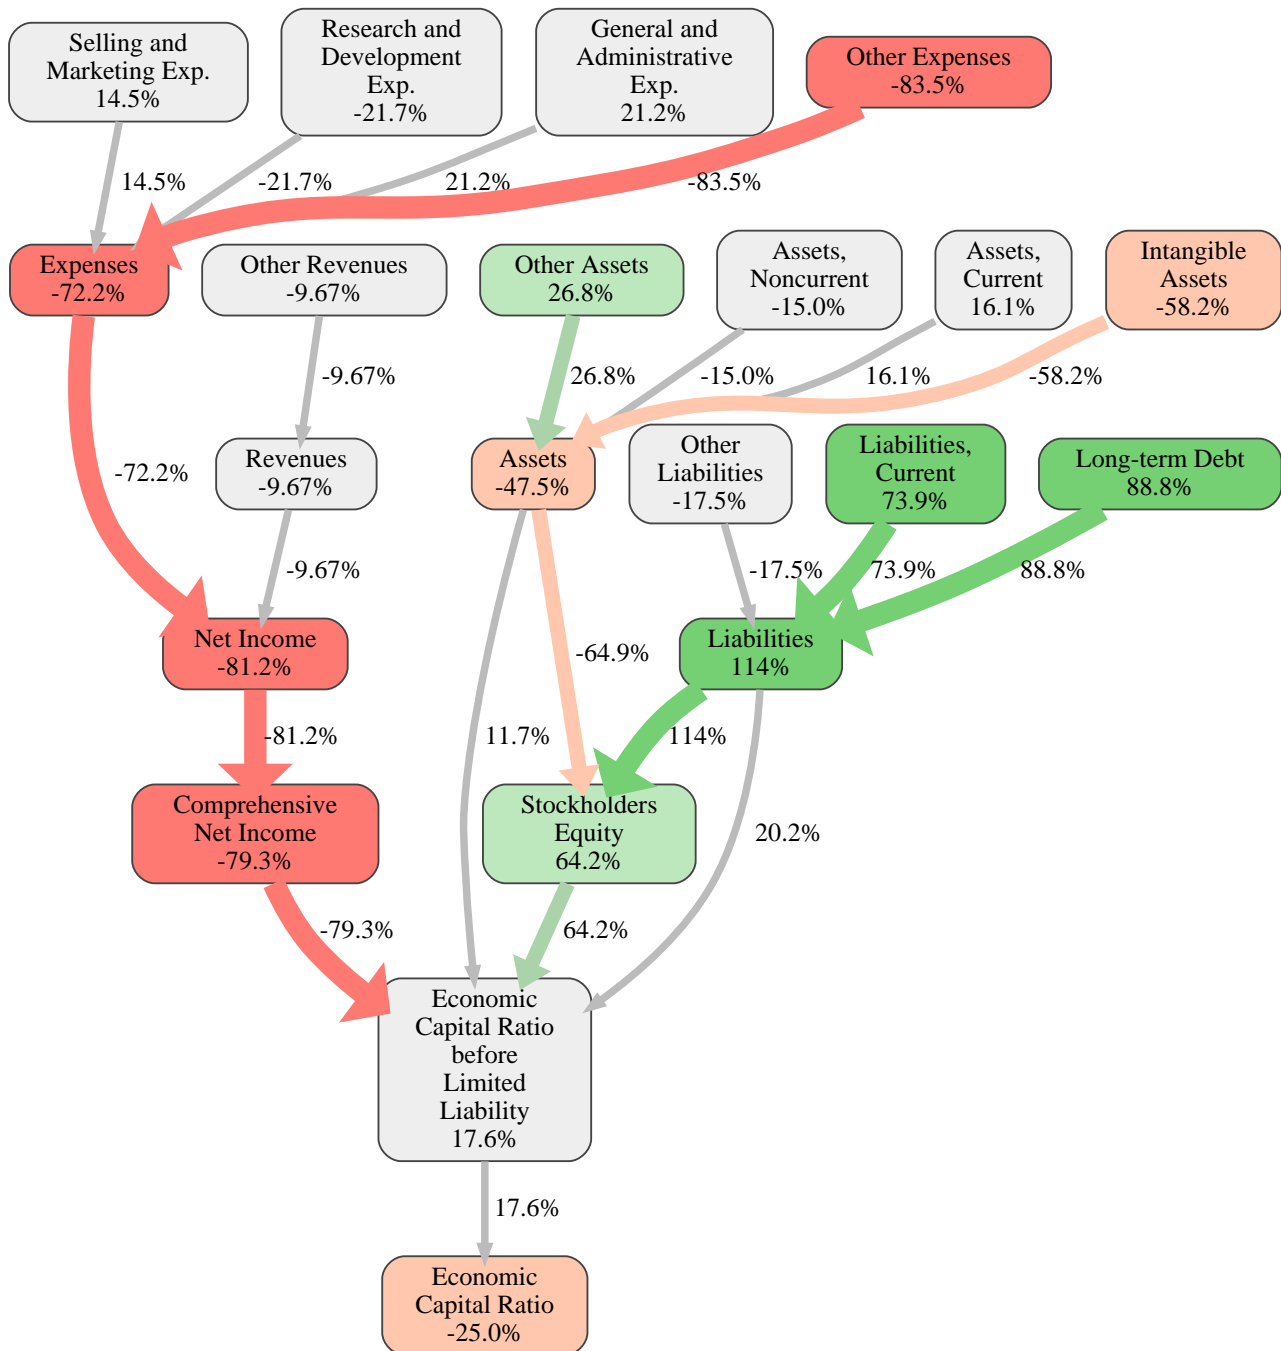 Selling and
Marketing Exp.
14.5%
Research and
Development
Exp.
-21.7%
General and
Administrative
Exp.
21.2%
Other Expenses
-83.5%
14.5%
-21.7%
21.2%
-83.5%
Expenses
-72.2%
Other Revenues
-9.67%
Other Assets
26.8%
Assets,
Noncurrent
-15.0%
Assets,
Current
16.1%
Intangible
Assets
-58.2%
-9.67%
26.8%
-15.0%
16.1%
-58.2%
-72.2%
Revenues
-9.67%
Assets
-47.5%
Other
Liabilities
-17.5%
Liabilities,
Current
73.9%
Long-term Debt
88.8%
-9.67%
-17.5%
73.9%
88.8%
Net Income
-81.2%
-64.9%
Liabilities
114%
-81.2%
11.7%
114%
Comprehensive
Net Income
-79.3%
Stockholders
Equity
64.2%
20.2%
-79.3%
64.2%
Economic
Capital Ratio
before
Limited
Liability
17.6%
17.6%
Economic
Capital Ratio
-25.0%